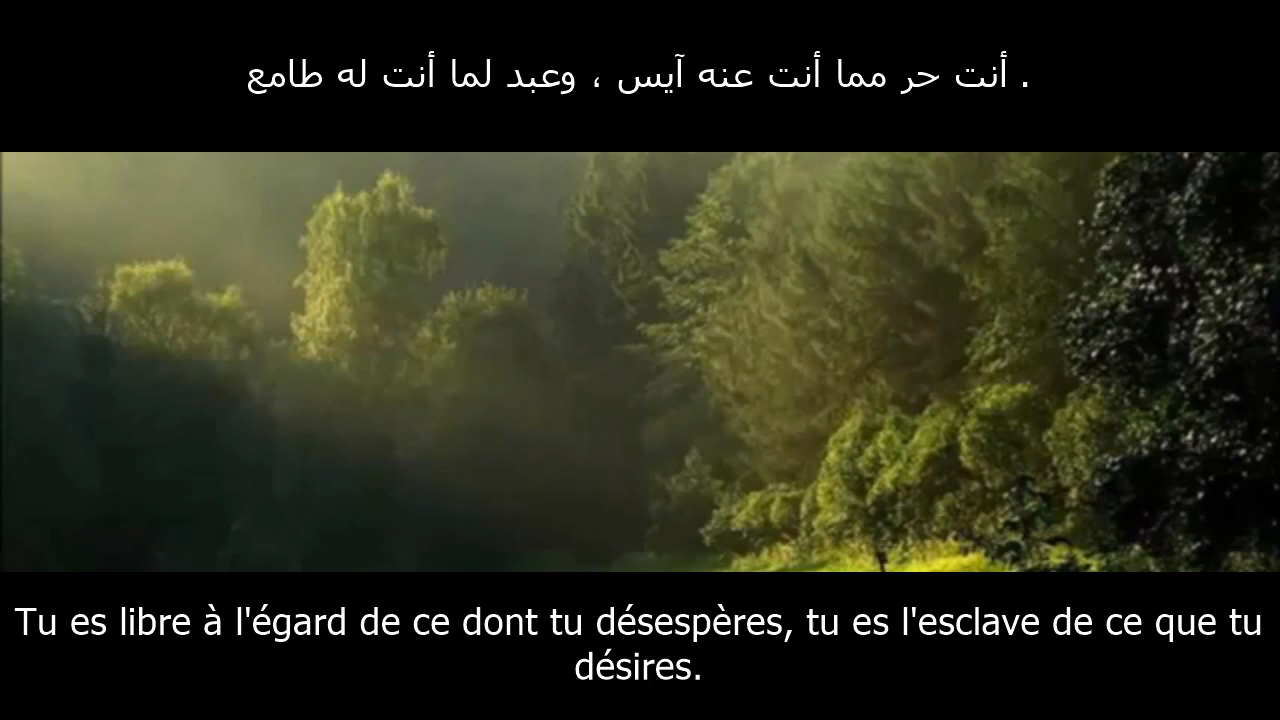 أنت حر مما أنت عنه آيس ، وعبد لما أنت له طامع .
Tu es libre à l'égard de ce dont tu désespères, tu es l'esclave de ce que tu
désires.